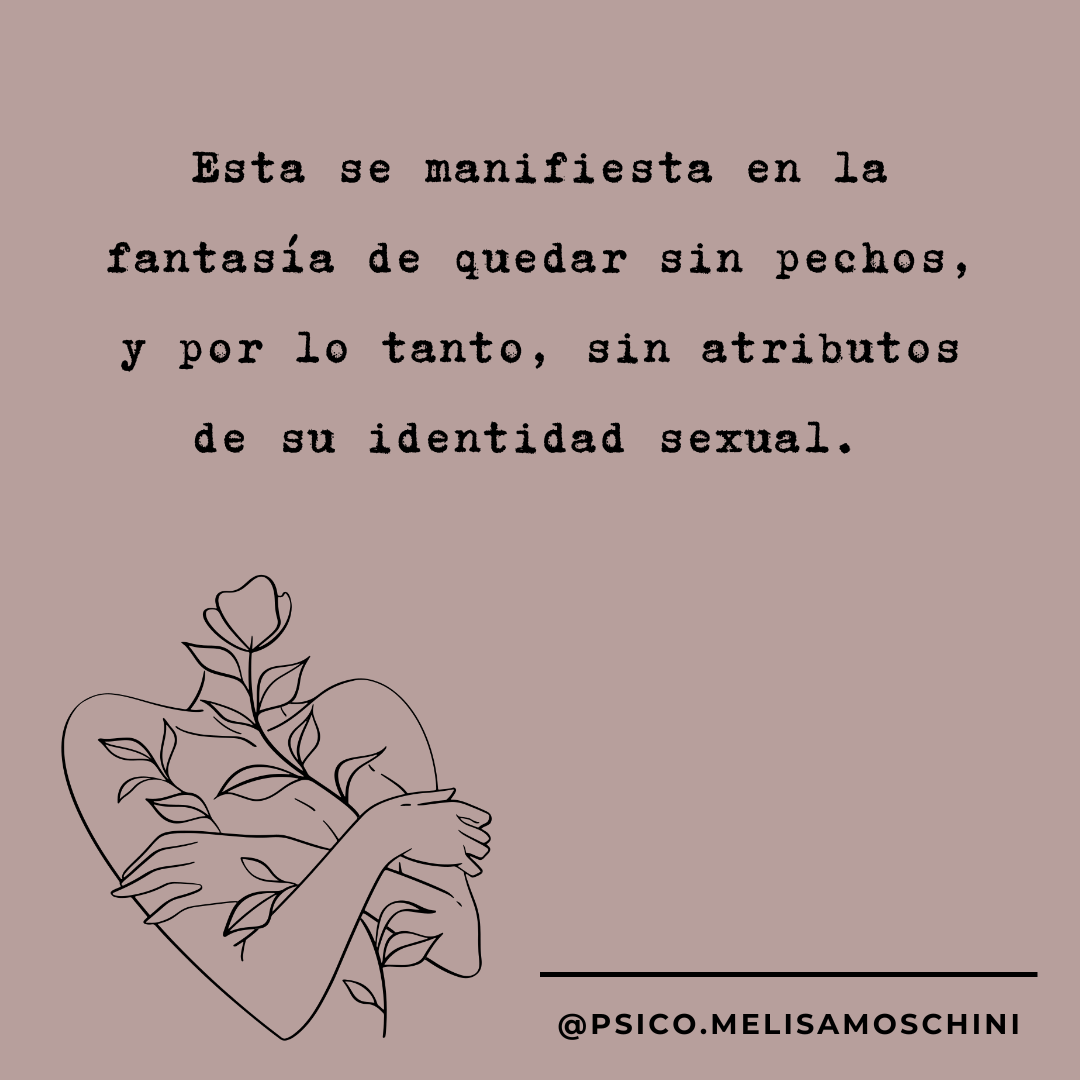 Esta se manifiesta en la
fantasía de quedar sin pechos,
y por lo tanto, sin atributos
de su identidad sexual.
@PSICO.MELISAMOSCHINI